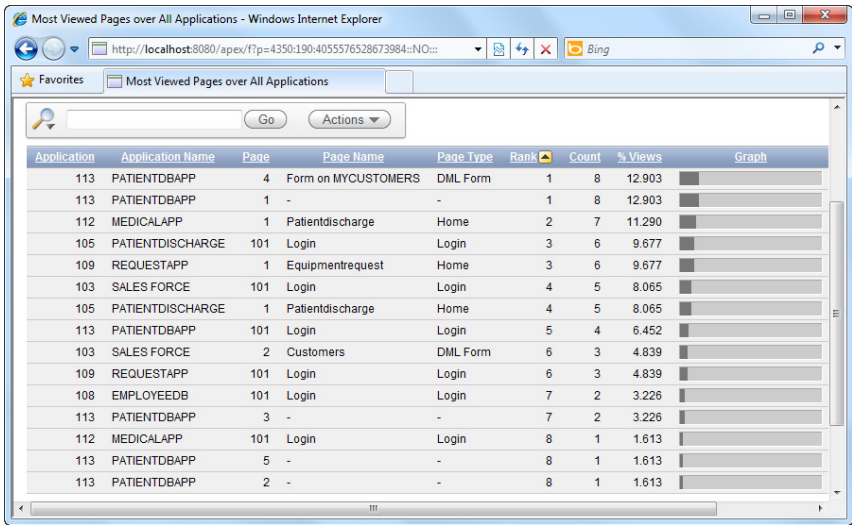 Most Viewed Pages over All Applications - Windows Internet Explorer
http://localhost:8080/apex/f?p=4350:190:4055576528673984::NO:::
Bing
Favorites
Most Viewed Pages over All Applications
Go
Actions
Application Application Name Page Page Name Page Type Rank Count % Views Graph
113 PATIENTDBAPP 4 Form on MYCUSTOMERS DML Form 1 8 12.903
113 PATIENTDBAPP 1 - - 1 8 12.903
112 MEDICALAPP 1 Patientdischarge Home 2 7 11.290
105 PATIENTDISCHARGE 101 Login Login 3 6 9.677
109 REQUESTAPP 1 Equipmentrequest Home 3 6 9.677
103 SALES FORCE 101 Login Login 4 5 8.065
105 PATIENTDISCHARGE 1 Patientdischarge Home 4 5 8.065
113 PATIENTDBAPP 101 Login Login 5 4 6.452
103 SALES FORCE 2 Customers DML Form 6 3 4.839
109 REQUESTAPP 101 Login Login 6 3 4.839
108 EMPLOYEEDB 101 Login Login 7 2 3.226
113 PATIENTDBAPP 3 - - 7 2 3.226
112 MEDICALAPP 101 Login Login 8 1 1.613
113 PATIENTDBAPP 5 - - 8 1 1.613
113 PATIENTDBAPP 2 - - 8 1 1.613